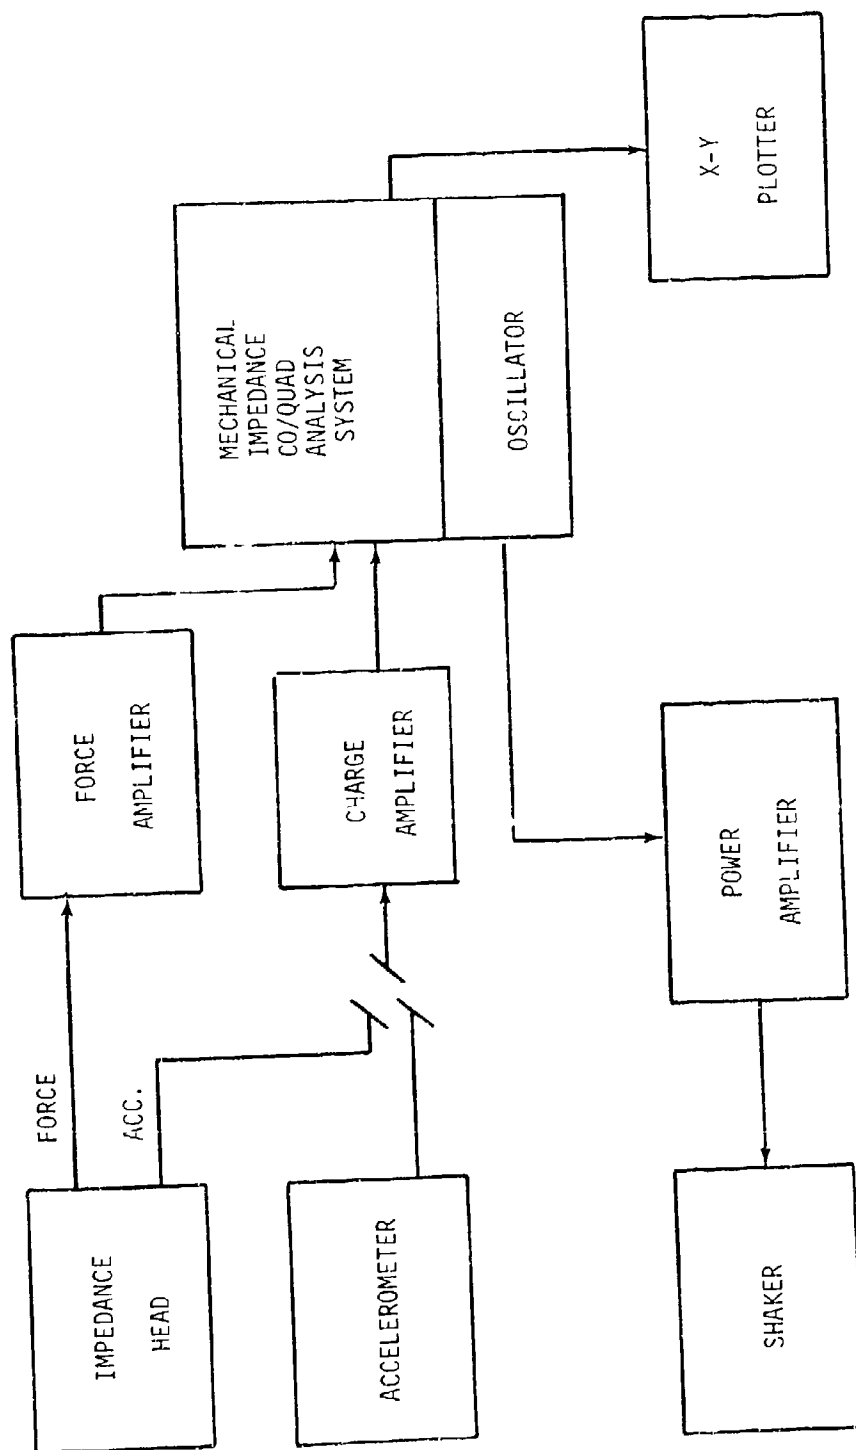 IMPEDANCE
HEAD
FORCE
ACC.
FORCE
AMPLIFIER
MECHANICAL
IMPEDANCE
CO/QUAD
ANALYSIS
SYSTEM
ACCELEROMETER
CHARGE
AMPLIFIER
OSCILLATOR
SHAKER
POWER
AMPLIFIER
X-Y
PLOTTER